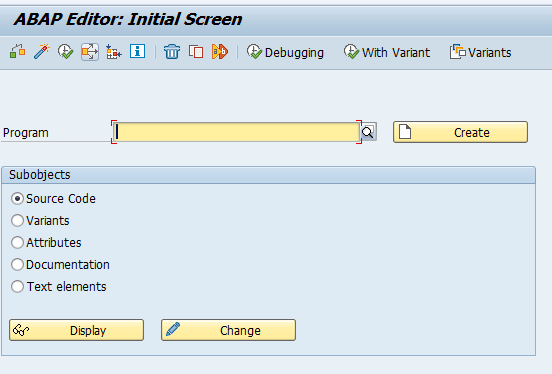 ABAP Editor: Initial Screen
Debugging With Variant Variants
Program Create
Subobjects
Source Code
Variants
Attributes
Documentation
Text elements
Display Change